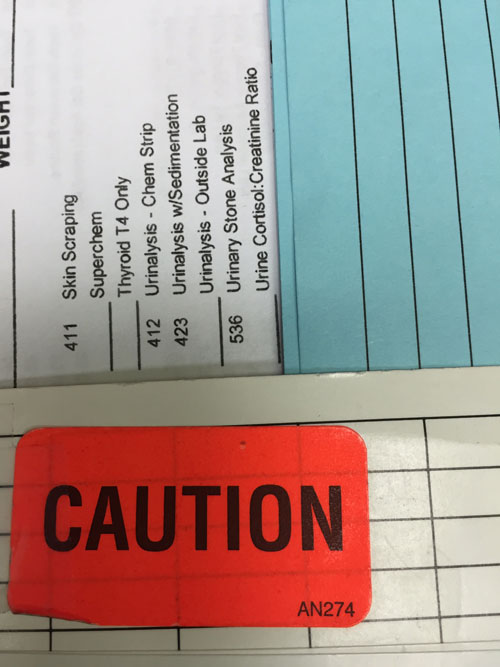 WEIGHT
411 Skin Scraping
Superchem
Thyroid T4 Only
412 Urinalysis - Chem Strip
423 Urinalysis w/Sedimentation
Urinalysis - Outside Lab
536 Urinary Stone Analysis
Urine Cortisol:Creatinine Ratio
CAUTION
AN274